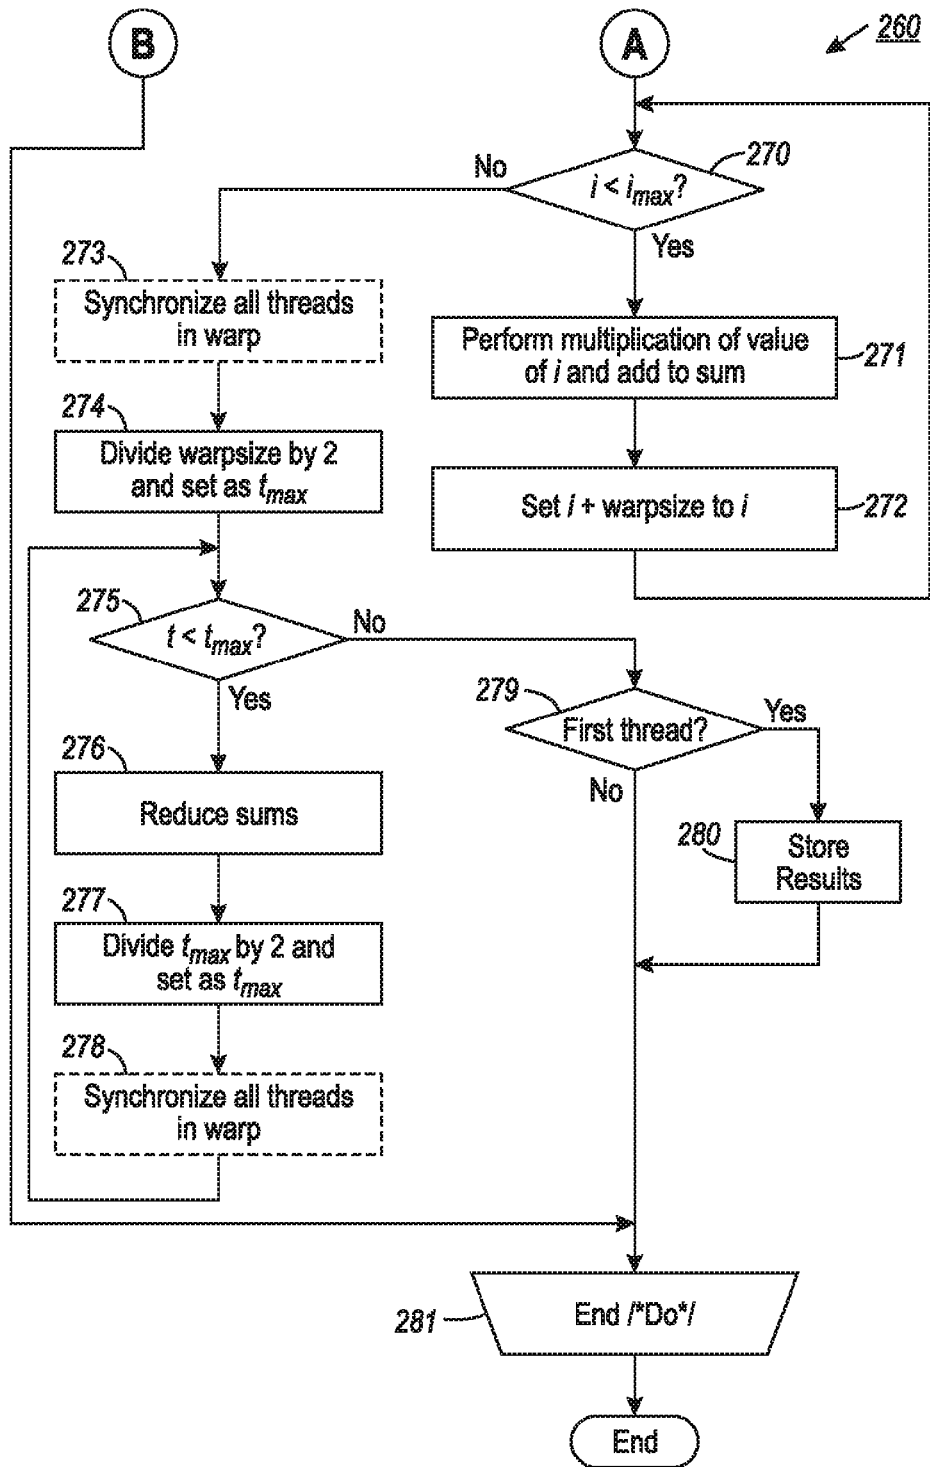 B
A
260
270
No
i < imax?
Yes
273
Synchronize all threads
in warp
Perform multiplication of value
of i and add to sum
271
274
Divide warpsize by 2
and set as tmax
Set i + warpsize to i
272
275
t < tmax?
No
Yes
279
First thread?
Yes
No
276
Reduce sums
280
Store
Results
277
Divide tmax by 2 and
set as tmax
278
Synchronize all threads
in warp
281
End /*Do*/
End